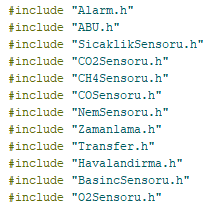 #include "Alarm.h"
#include "ABU.h"
#include "SicaklikSensoru.h"
#include "CO2Sensoru.h"
#include "CH4Sensoru.h"
#include "COSensoru.h"
#include "NemSensoru.h"
#include "Zamanlama.h"
#include "Transfer.h"
#include "Havalandirma.h"
#include "BasincSensoru.h"
#include "O2Sensoru.h"